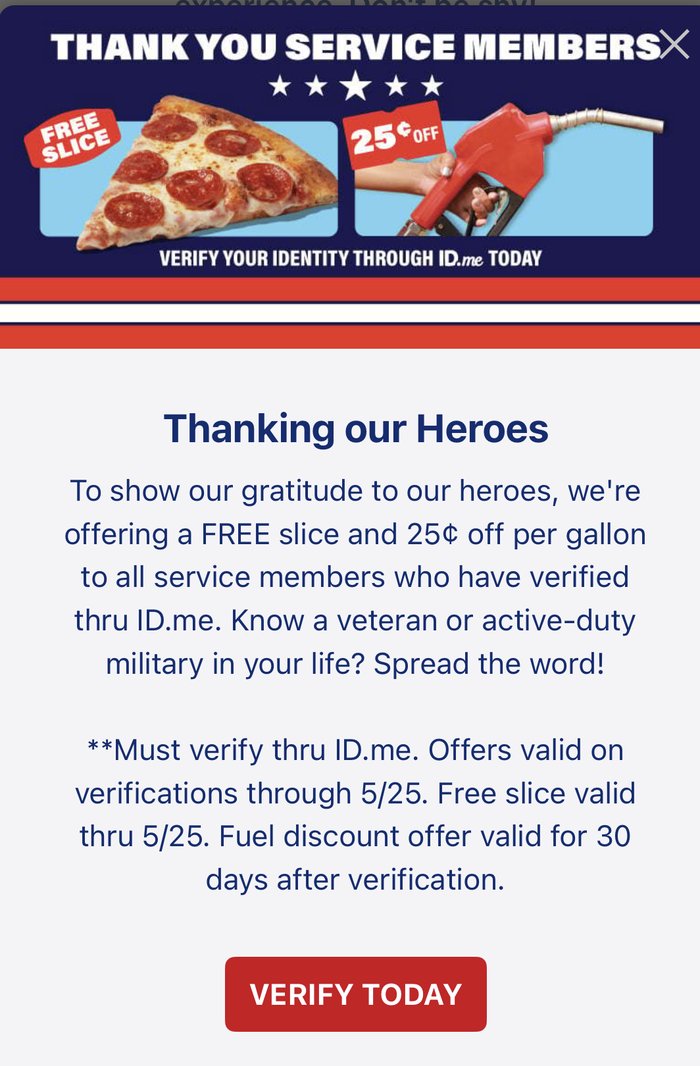 THANK YOU SERVICE MEMBERS
FREE
SLICE
25¢ OFF
VERIFY YOUR IDENTITY THROUGH ID.me TODAY
Thanking our Heroes
To show our gratitude to our heroes, we're
offering a FREE slice and 25¢ off per gallon
to all service members who have verified
thru ID.me. Know a veteran or active-duty
military in your life? Spread the word!
**Must verify thru ID.me. Offers valid on
verifications through 5/25. Free slice valid
thru 5/25. Fuel discount offer valid for 30
days after verification.
VERIFY TODAY